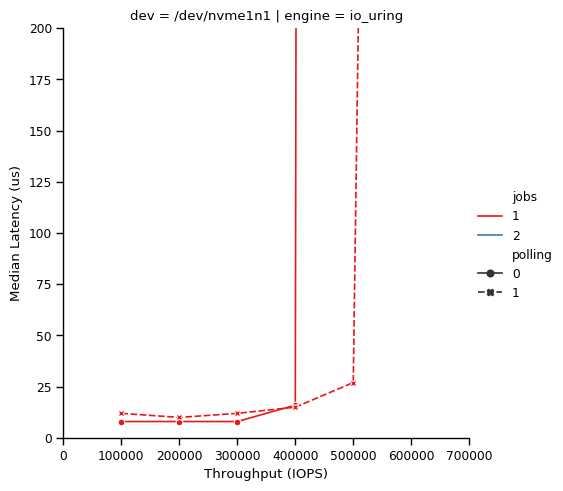 dev = /dev/nvme1n1 | engine = io_uring
200
175
150
125
100
75
50
25
0
Median Latency (us)
0 100000 200000 300000 400000 500000 600000 700000
Throughput (IOPS)
jobs
1
2
polling
0
1